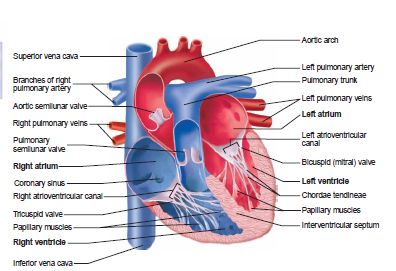 Superior vena cava
Branches of right
pulmonary artery
Aortic semilunar valve
Right pulmonary veins
Pulmonary
semilunar valve
Right atrium
Coronary sinus
Right atrioventricular canal
Tricuspid valve
Papillary muscles
Right ventricle
Inferior vena cava
Aortic arch
Left pulmonary artery
Pulmonary trunk
Left pulmonary veins
Left atrium
Left atrioventricular
canal
Bicuspid (mitral) valve
Left ventricle
Chordae tendineae
Papillary muscles
Interventricular septum